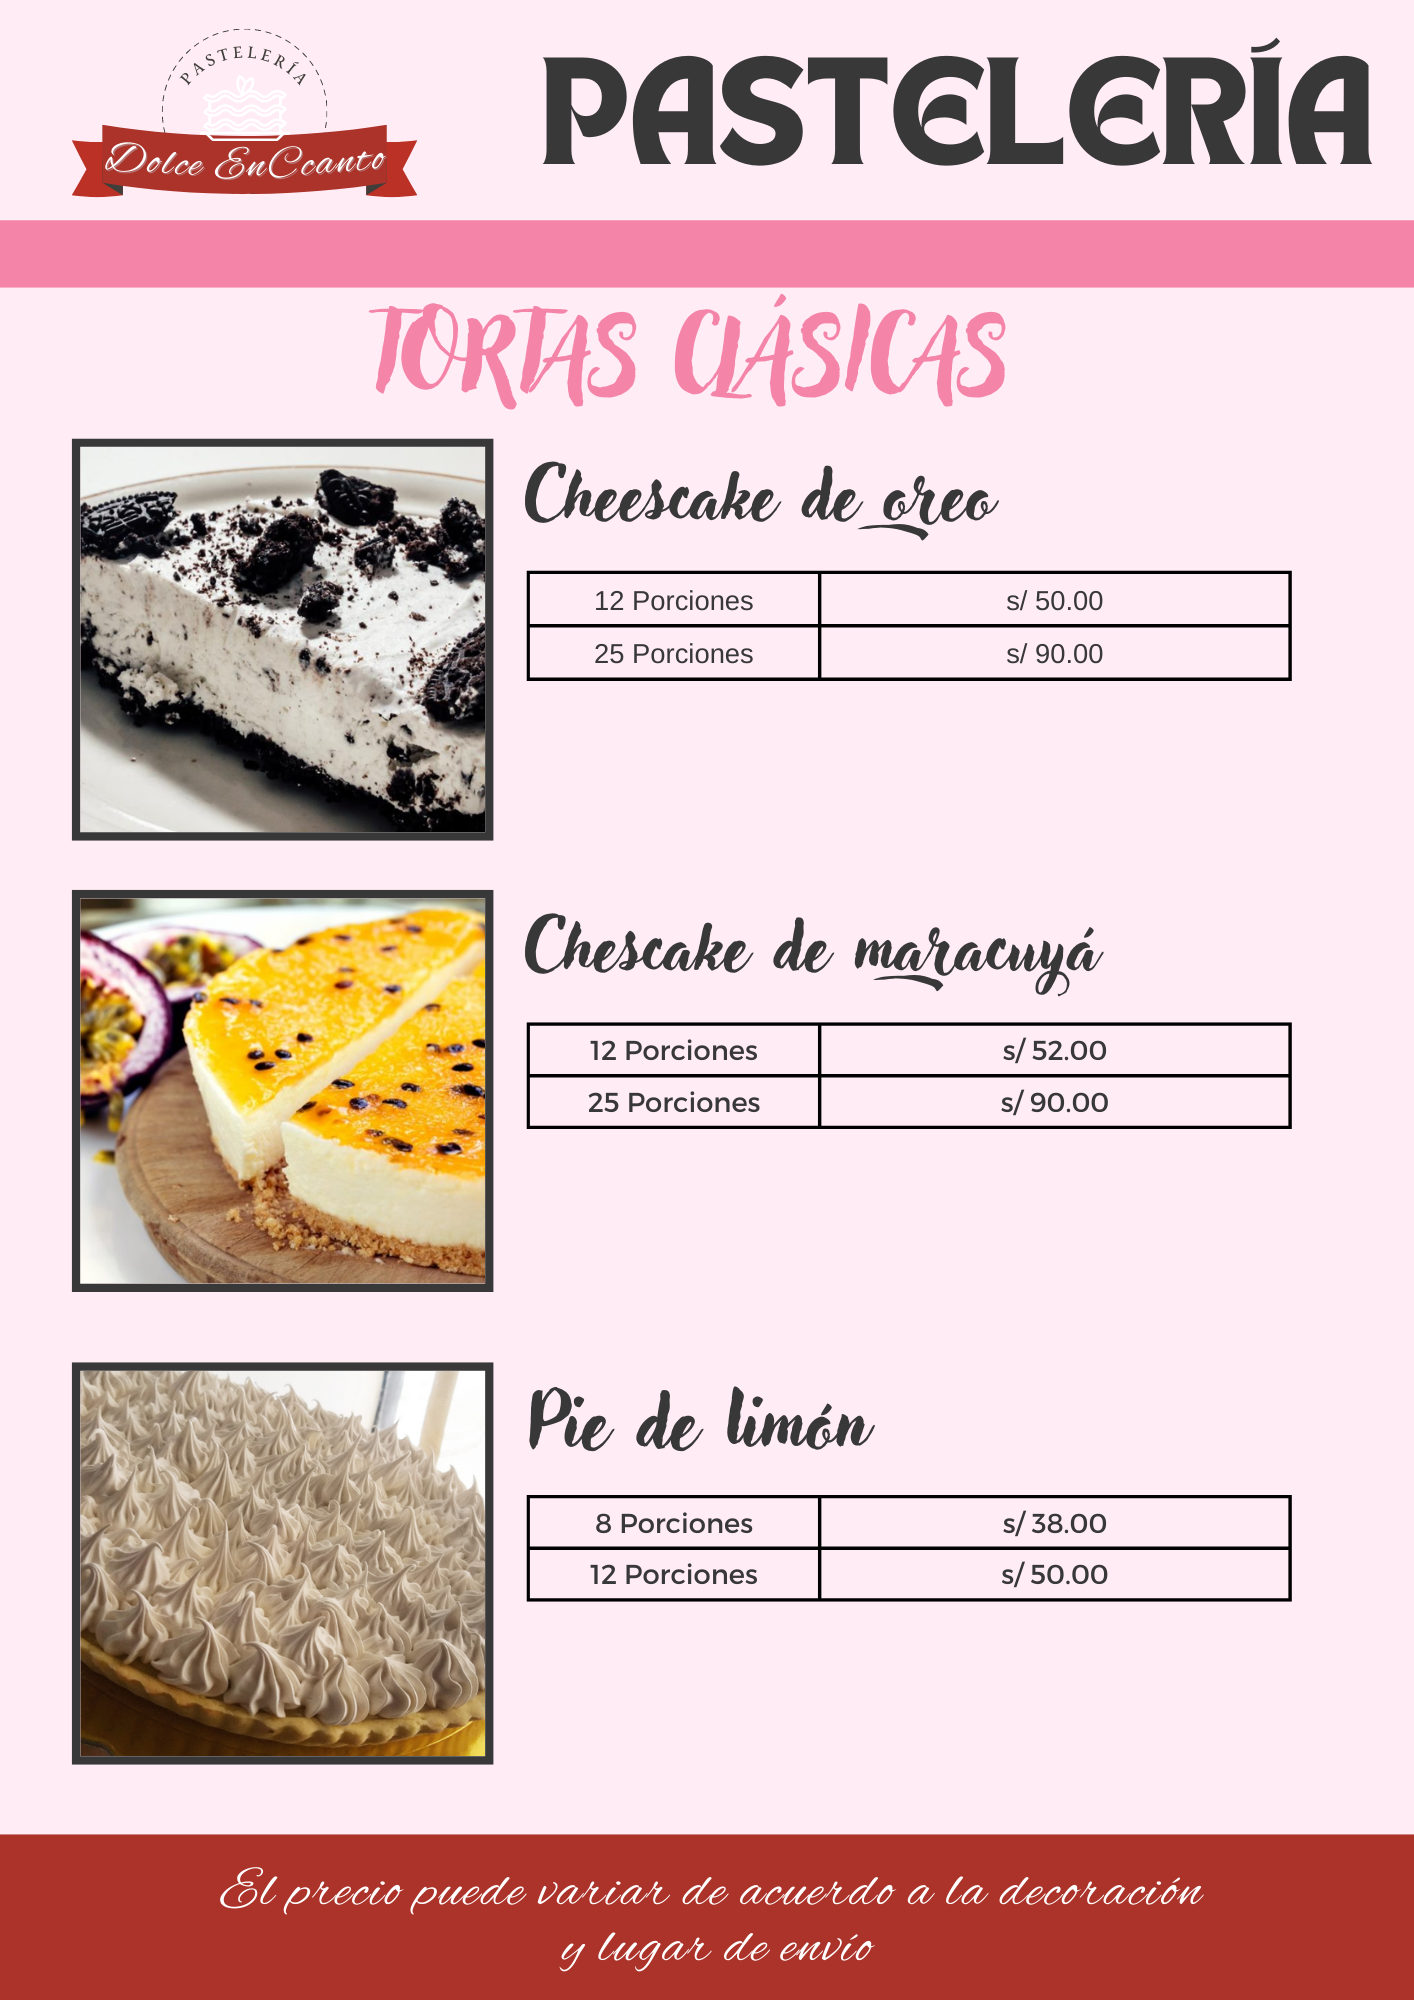 PASTELERÍA
Dolce EnCcanto
PASTELERÍA
TORTAS CLÁSICAS
Cheescake de oreo
12 Porciones s/ 50.00
25 Porciones s/ 90.00
Chescake de maracuyá
12 Porciones s/ 52.00
25 Porciones s/ 90.00
Pie de limón
8 Porciones s/ 38.00
12 Porciones s/ 50.00
El precio puede variar de acuerdo a la decoración
y lugar de envío